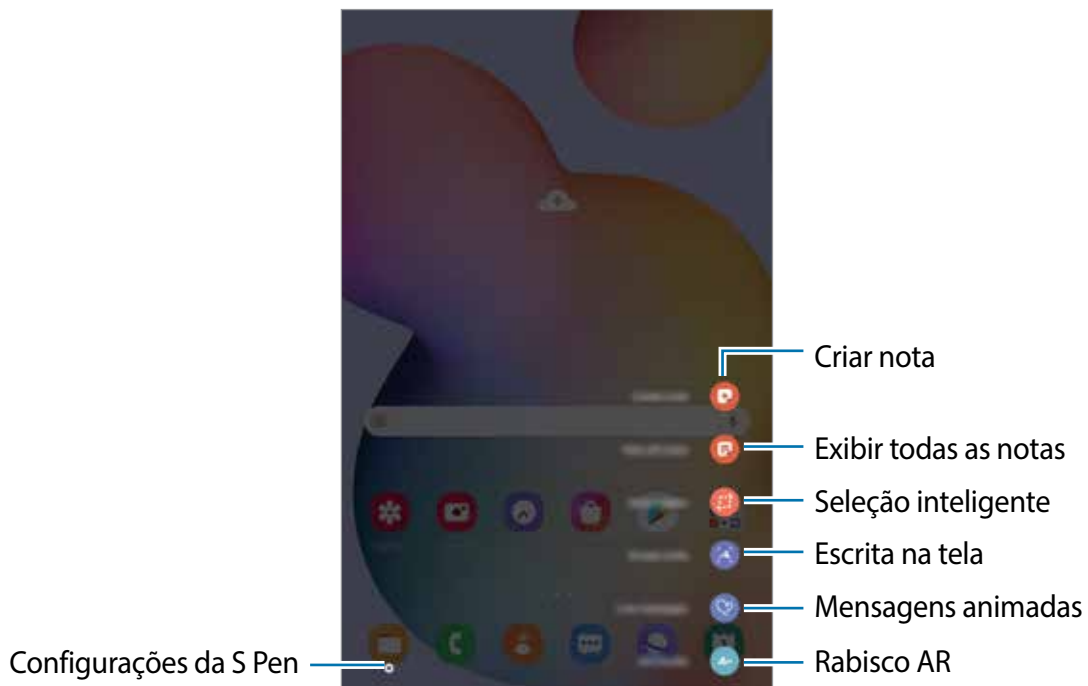 Criar nota
Exibir todas as notas
Seleção inteligente
Escrita na tela
Mensagens animadas
Configurações da S Pen
Rabisco AR